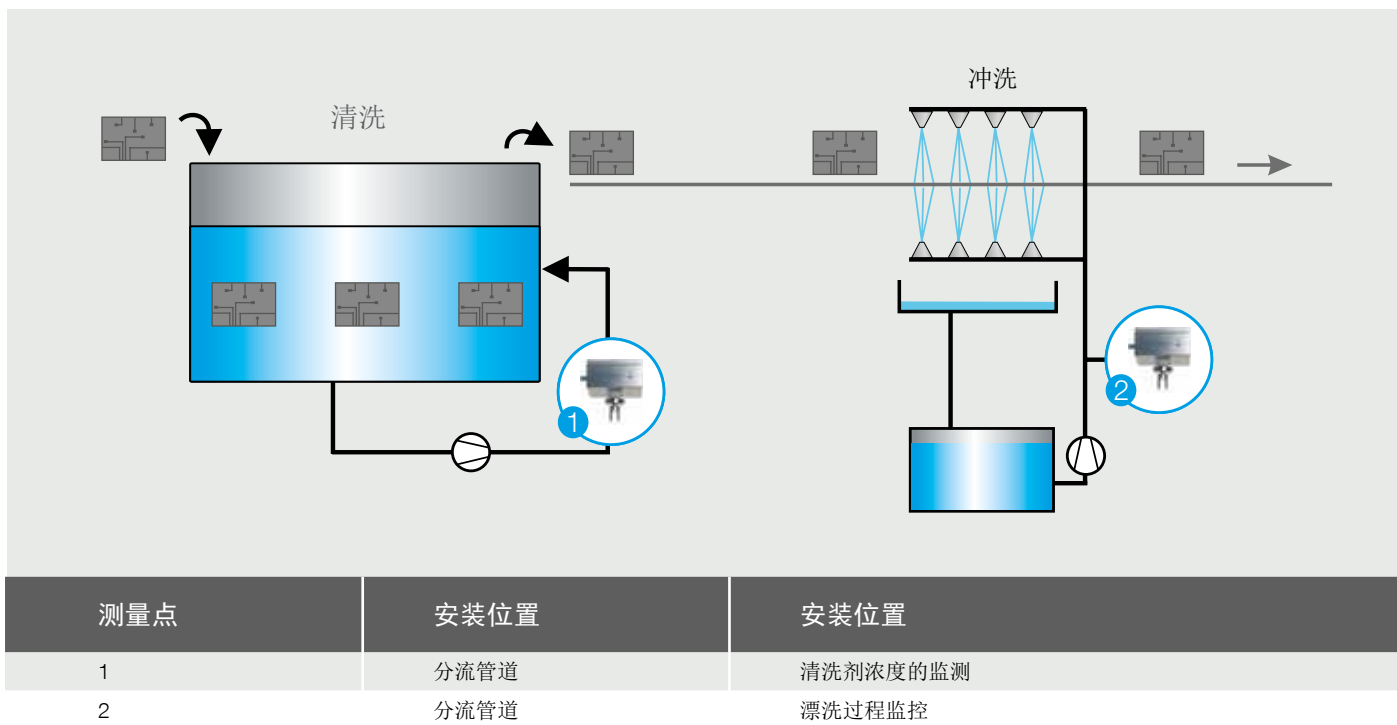 冲洗
清洗
1
2
测量点 安装位置 安装位置
1 分流管道 清洗剂浓度的监测
2 分流管道 漂洗过程监控